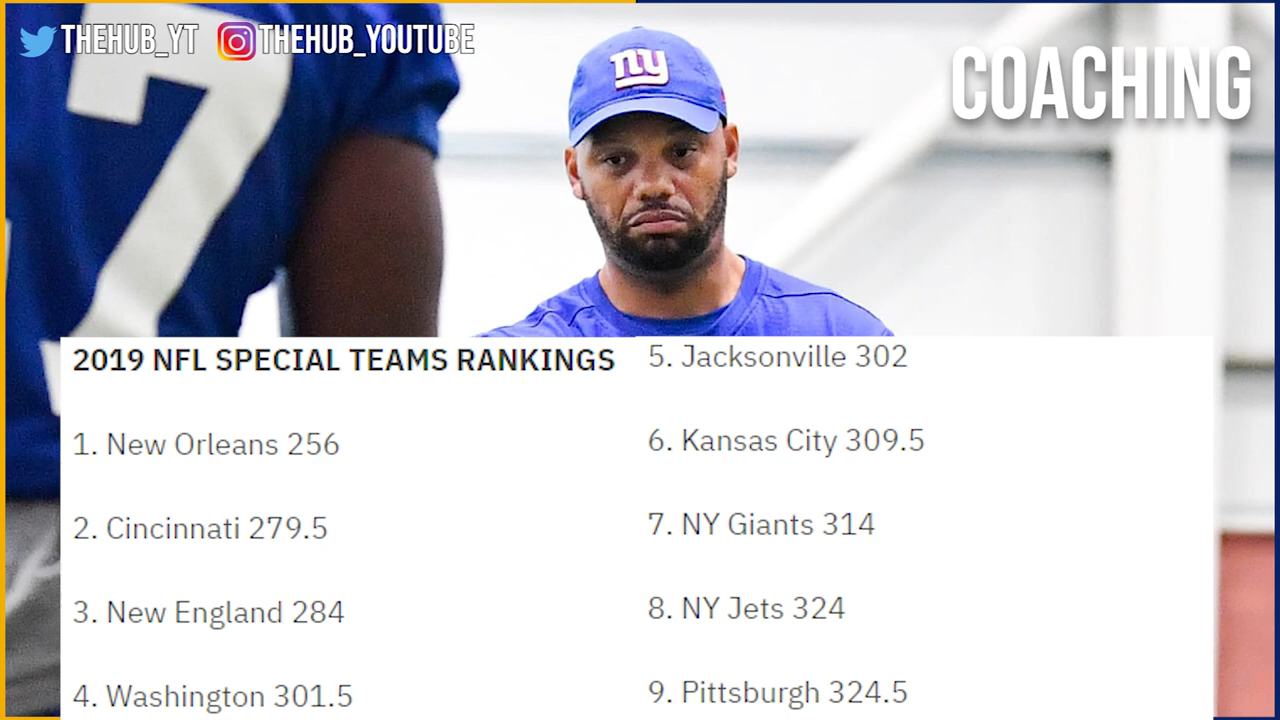 THEHUB_YT THEHUB_YOUTUBE
COACHING
ny
7
2019 NFL SPECIAL TEAMS RANKINGS
1. New Orleans 256
2. Cincinnati 279.5
3. New England 284
4. Washington 301.5
5. Jacksonville 302
6. Kansas City 309.5
7. NY Giants 314
8. NY Jets 324
9. Pittsburgh 324.5